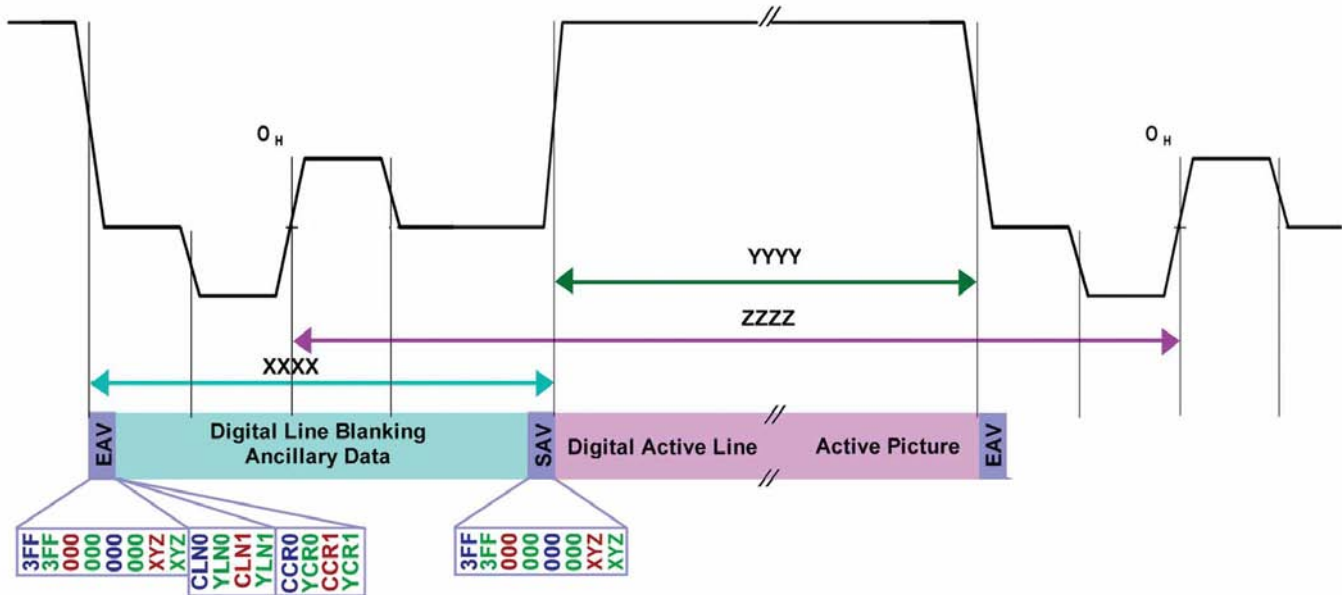 O H
O H
YYYY
ZZZZ
XXXX
EAV
Digital Line Blanking
Ancillary Data
SAV
Digital Active Line
Active Picture
EAV
3FF
3FF
000
000
000
000
XYZ
XYZ
CLN0
YLN0
CLN1
YLN1
CCR0
YCR0
CCR1
YCR1
3FF
3FF
000
000
000
000
XYZ
XYZ